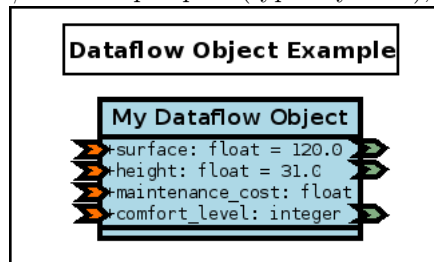 Dataflow Object Example
My Dataflow Object
+surface: float = 120.0
+height: float = 31.0
+maintenance_cost: float
+comfort_level: integer